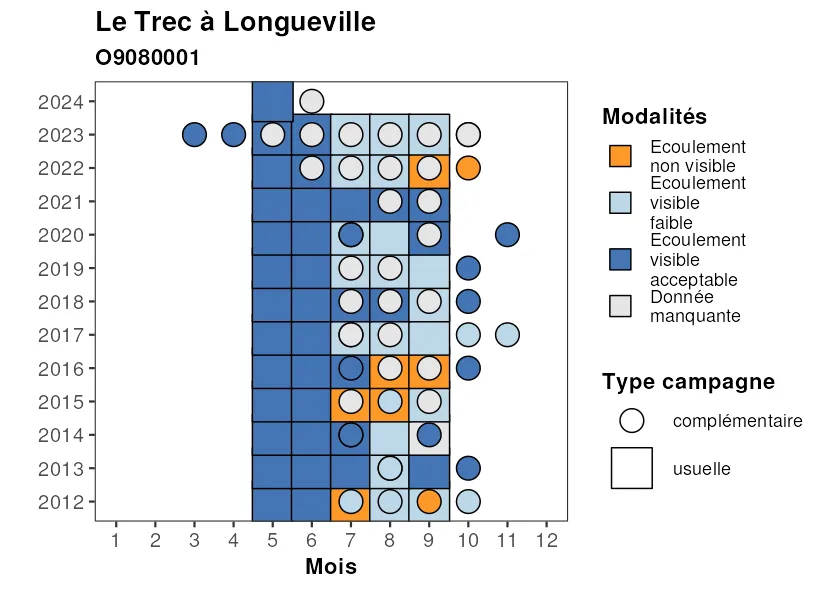 Le Trec à Longueville
O9080001
2024
2023
2022
2021
2020
2019
2018
2017
2016
2015
2014
2013
2012
1 2 3 4 5 6 7 8 9 10 11 12
Mois
Modalités
Ecoulement
non visible
Ecoulement
visible
faible
Ecoulement
visible
acceptable
Donnée
manquante
Type campagne
complémentaire
usuelle